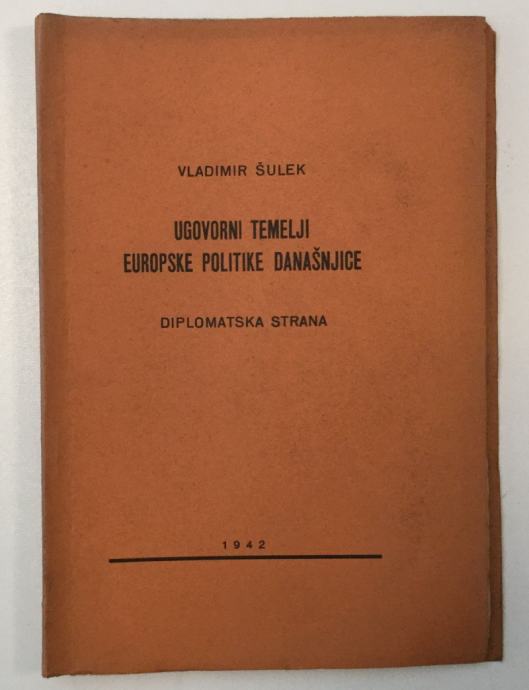 VLADIMIR ŠULEK
UGOVORNI TEMELJI
EUROPSKE POLITIKE DANAŠNJICE
DIPLOMATSKA STRANA
1942